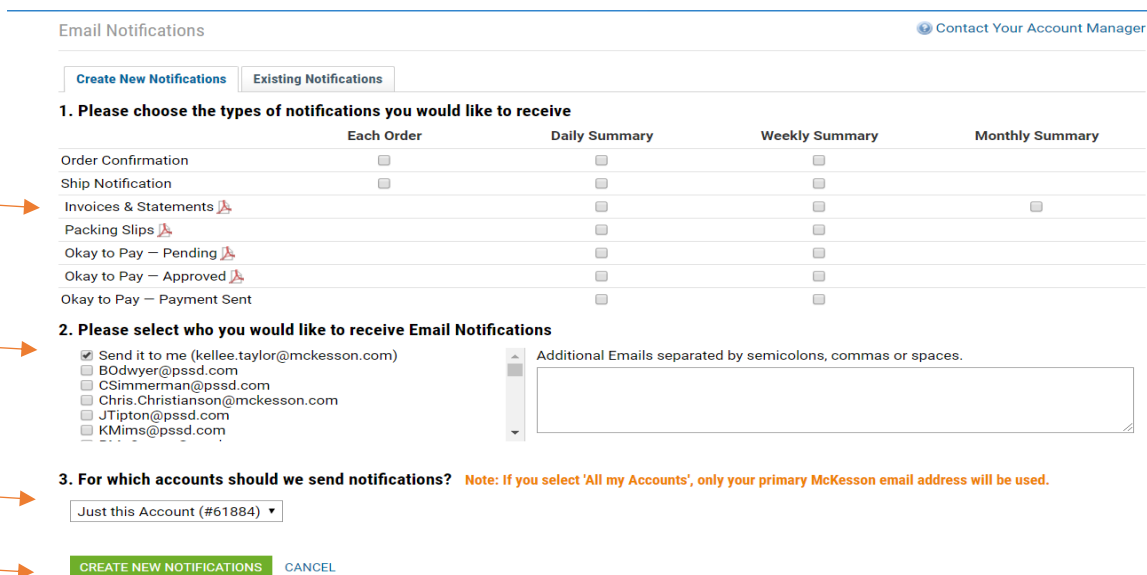 Email Notifications
Contact Your Account Manager
Create New Notifications Existing Notifications
1. Please choose the types of notifications you would like to receive
Each Order Daily Summary Weekly Summary Monthly Summary
Order Confirmation
Ship Notification
Invoices & Statements
Packing Slips
Okay to Pay — Pending
Okay to Pay — Approved
Okay to Pay — Payment Sent
2. Please select who you would like to receive Email Notifications
Send it to me (kellee.taylor@mckesson.com)
BOdwyer@pssd.com
CSimmerman@pssd.com
Chris.Christianson@mckesson.com
JTipton@pssd.com
KMims@pssd.com
Additional Emails separated by semicolons, commas or spaces.
3. For which accounts should we send notifications? Note: If you select 'All my Accounts', only your primary McKesson email address will be used.
Just this Account (#61884)
CREATE NEW NOTIFICATIONS CANCEL